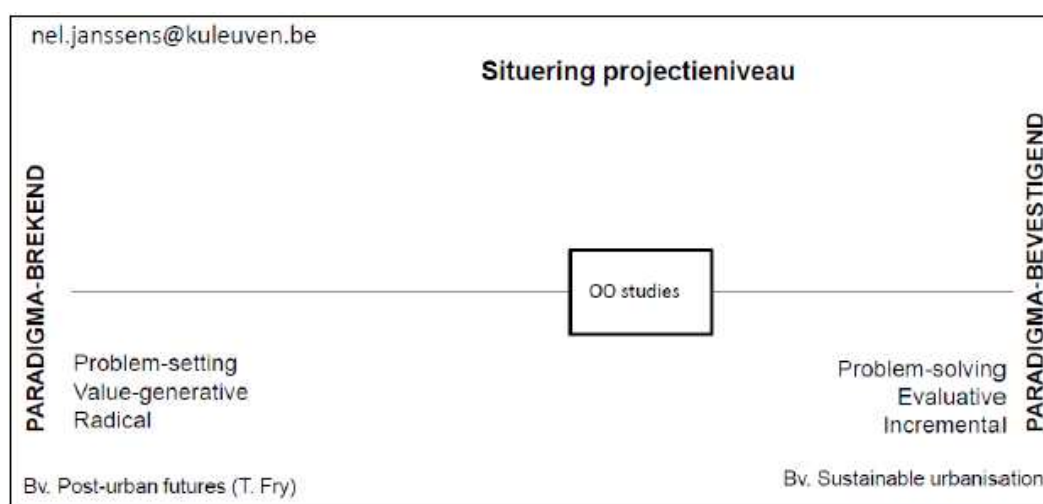 nel.janssens@kuleuven.be
Situering projectieniveau
PARADIGMA-BREKEND
OO studies
PARADIGMA-BEVESTIGEND
Problem-setting
Value-generative
Radical
Problem-solving
Evaluative
Incremental
Bv. Post-urban futures (T. Fry)
Bv. Sustainable urbanisation